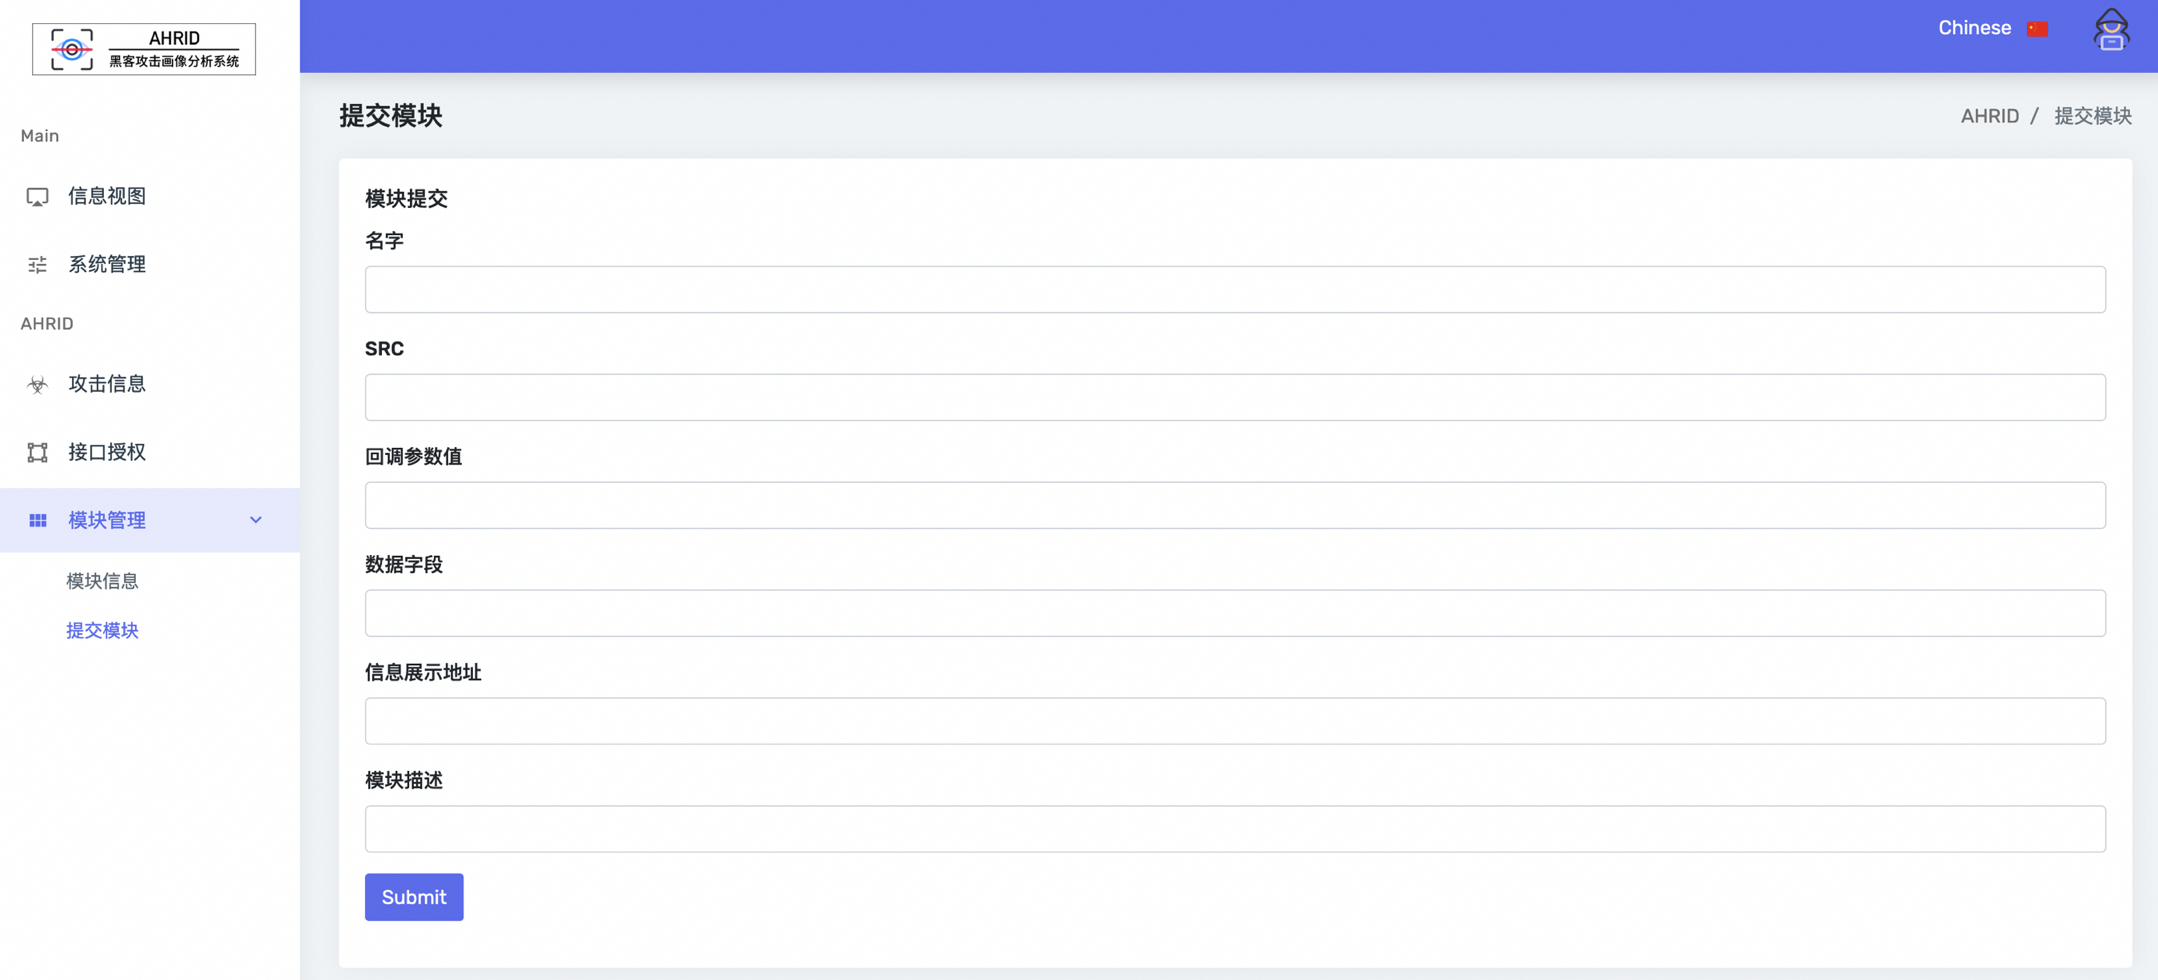 AHRID
黑客攻击画像分析系统
Main
信息视图
系统管理
AHRID
攻击信息
接口授权
模块管理
模块信息
提交模块
Chinese
提交模块
AHRID / 提交模块
模块提交
名字
SRC
回调参数值
数据字段
信息展示地址
模块描述
Submit